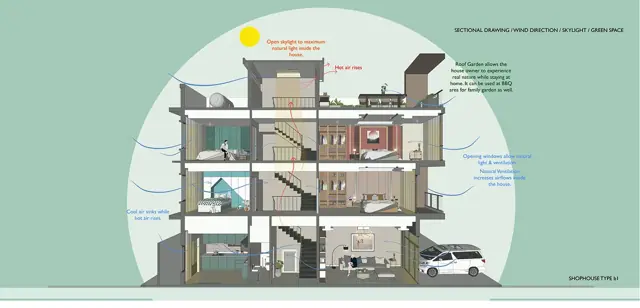 SECTIONAL DRAWING / WIND DIRECTION / SKYLIGHT / GREEN SPACE
Open skylight to maximum
natural light inside the
house.
Hot air rises
Roof Garden allows the
house owner to experience
real nature while staying at
home. It can be used at BBQ
area for family garden as well.
Opening windows allow natural
light & ventilation
Natural Ventilation
increases airflows inside
the house.
Cool air sinks while
hot air rises
SHOPHOUSE TYPE b1